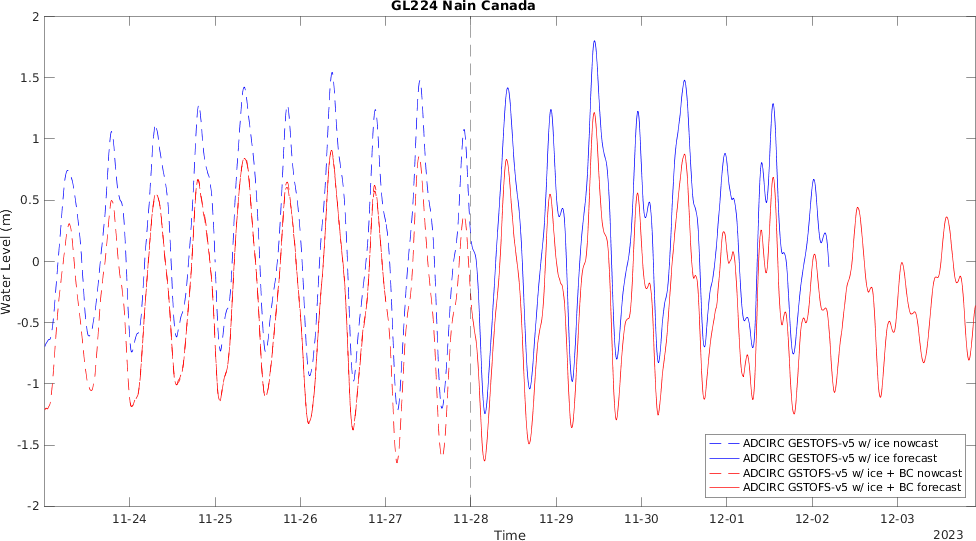 GL224 Nain Canada
2
1.5
1
0.5
0
-0.5
-1
-1.5
-2
Water Level (m)
ADCIRC GESTOFS-v5 w/ ice nowcast
ADCIRC GESTOFS-v5 w/ ice forecast
ADCIRC GSTOFS-v5 w/ ice + BC nowcast
ADCIRC GSTOFS-v5 w/ ice + BC forecast
11-24 11-25 11-26 11-27 11-28 11-29 11-30 12-01 12-02 12-03
Time
2023